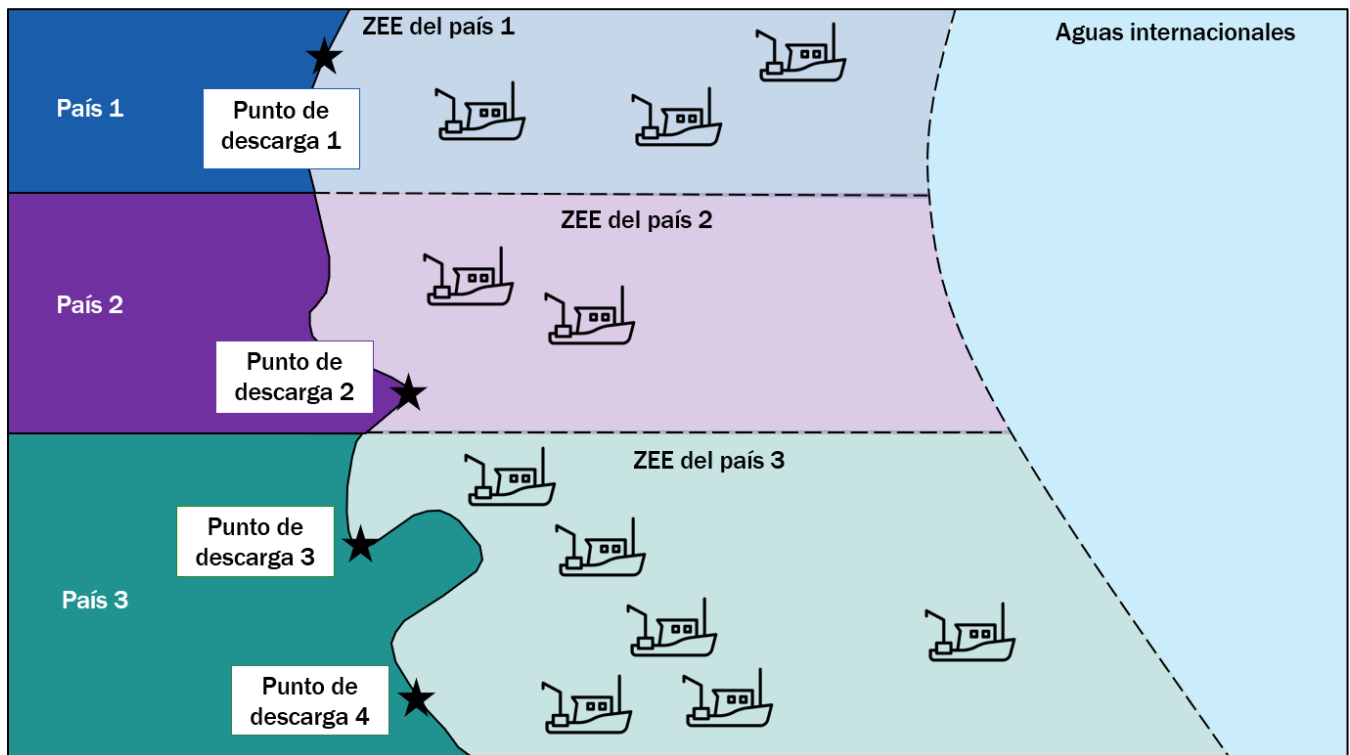 ZEE del país 1
Aguas internacionales
País 1
Punto de
descarga 1
ZEE del país 2
País 2
Punto de
descarga 2
ZEE del país 3
Punto de
descarga 3
País 3
Punto de
descarga 4